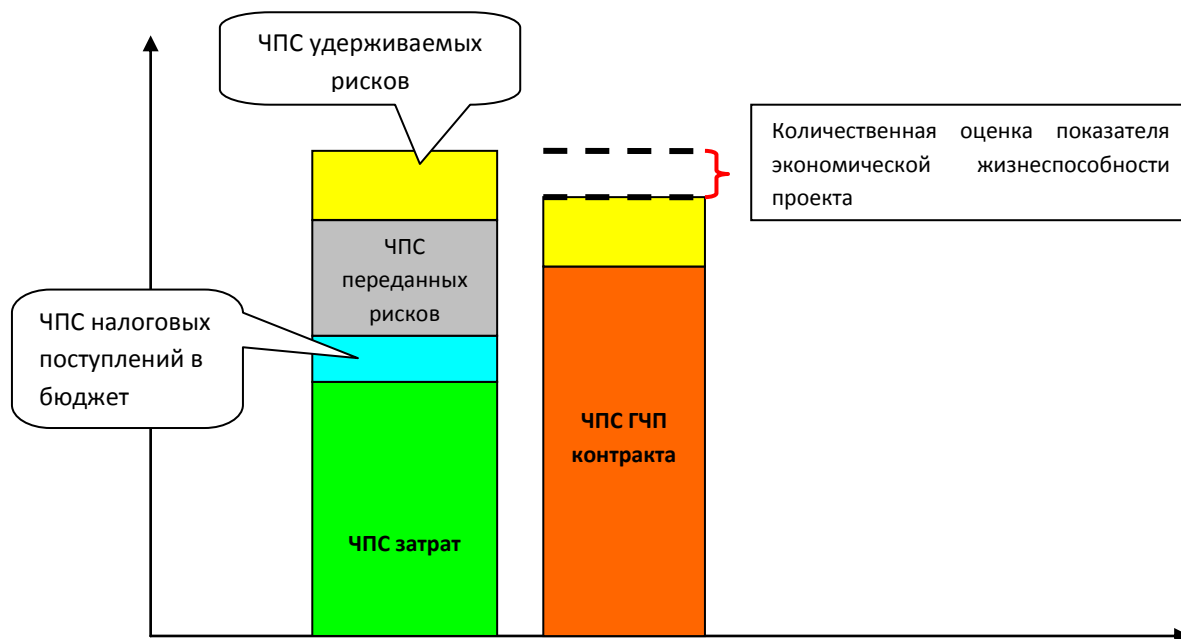 ЧПС удерживаемых
рисков
Количественная оценка показателя
экономической жизнеспособности
проекта
ЧПС
переданных
рисков
ЧПС налоговых
поступлений в
бюджет
ЧПС ГЧП
контракта
ЧПС затрат